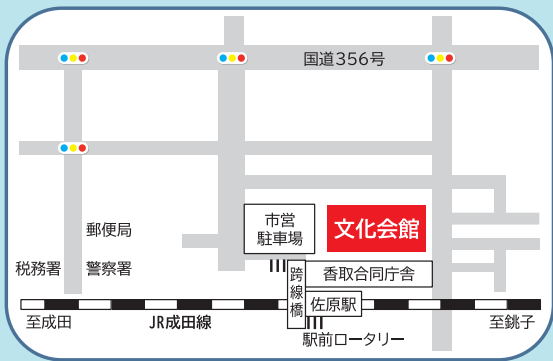 国道356号
市営
駐車場
文化会館
郵便局
税務署
警察署
跨線橋
香取合同庁舎
佐原駅
至成田
JR成田線
至銚子
駅前ロータリー